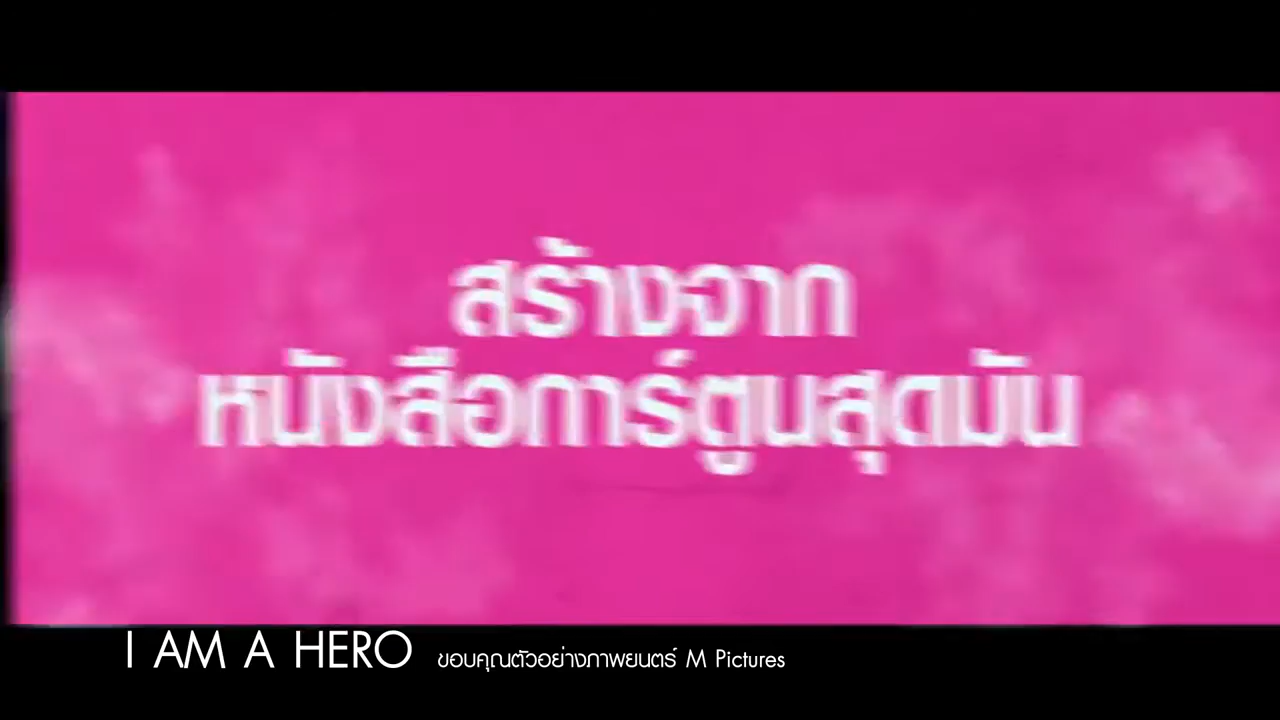 สร้างจาก
หนังสือการ์ตูนสุดมัน
I AM A HERO ขอบคุณตัวอย่างภาพยนตร์ M Pictures